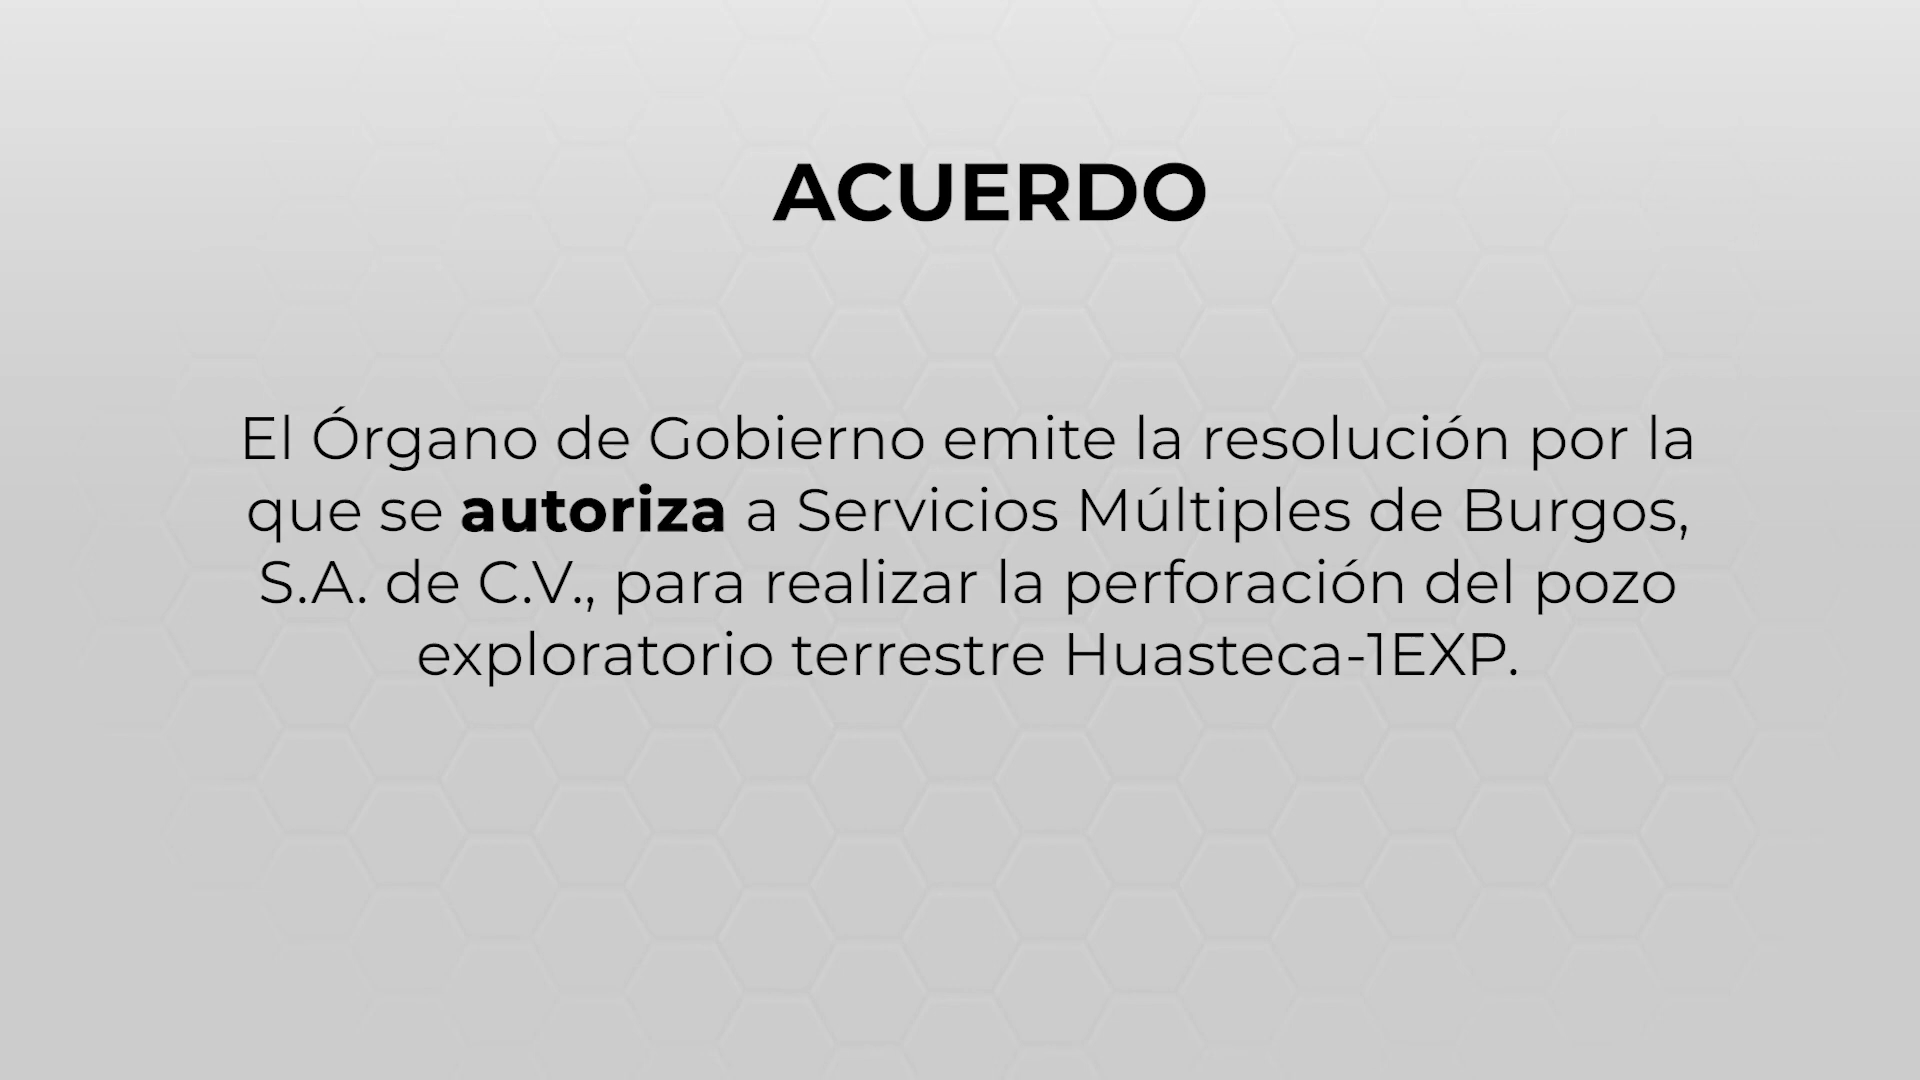 ACUERDO
El Órgano de Gobierno emite la resolución por la
que se autoriza a Servicios Múltiples de Burgos,
S.A. de C.V., para realizar la perforación del pozo
exploratorio terrestre Huasteca-1EXP.